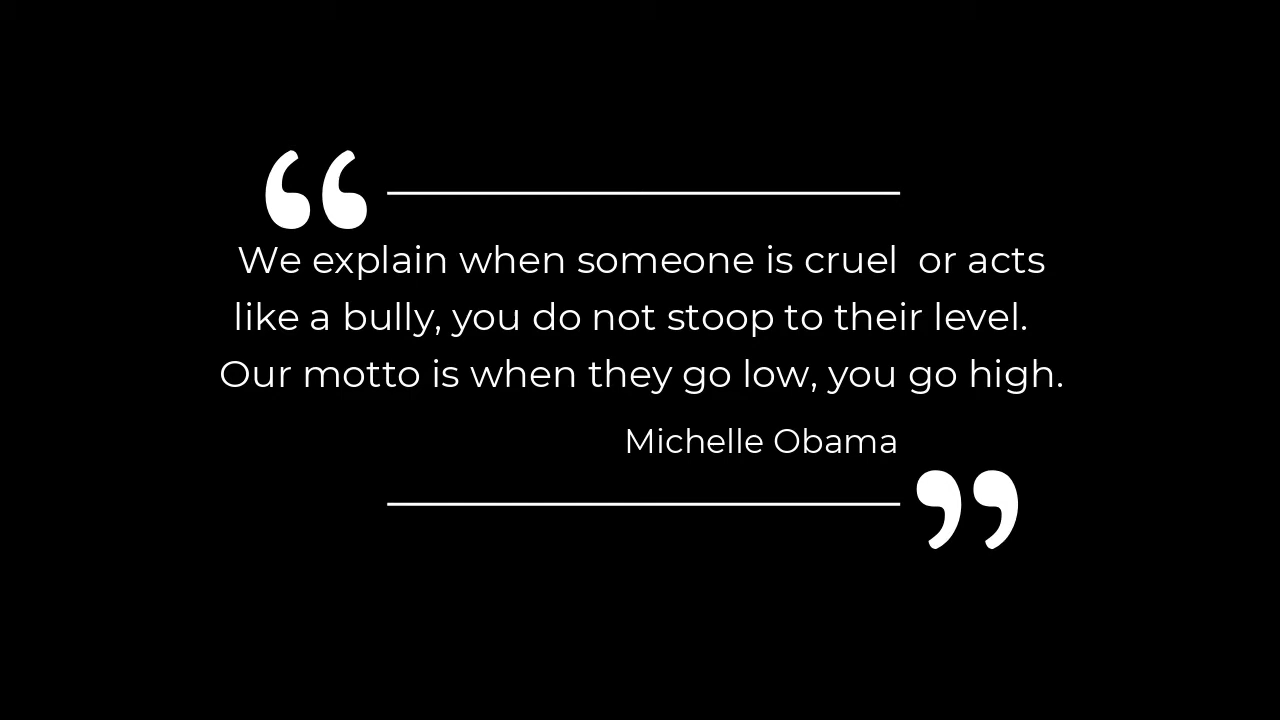 “
We explain when someone is cruel  or acts
like a bully, you do not stoop to their level.
Our motto is when they go low, you go high.
Michelle Obama
”